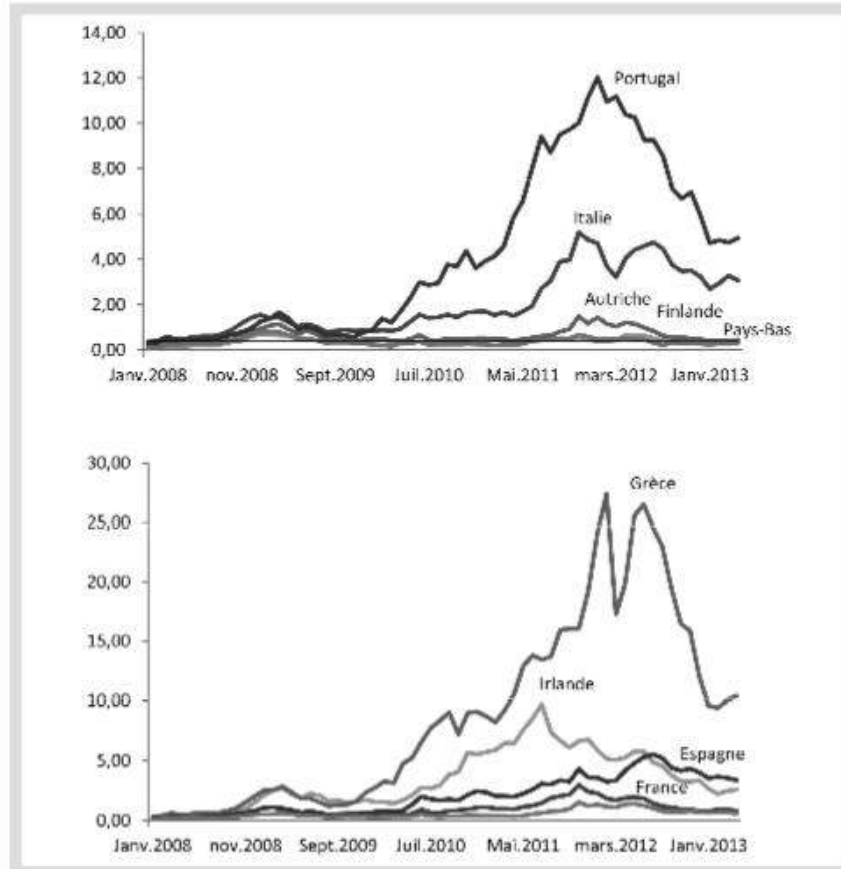 14,00
12,00
Portugal
10,00
8,00
6,00
Italie
4,00
Autriche
Finlande
2,00
Pays-Bas
0,00
Janv.2008 nov.2008 Sept.2009 Juil.2010 Mai.2011 mars.2012 Janv.2013
30,00
Grèce
25,00
20,00
15,00
Irlande
10,00
Espagne
5,00
France
0,00
Janv.2008 nov.2008 Sept.2009 Juil.2010 Mai.2011 mars.2012 Janv.2013